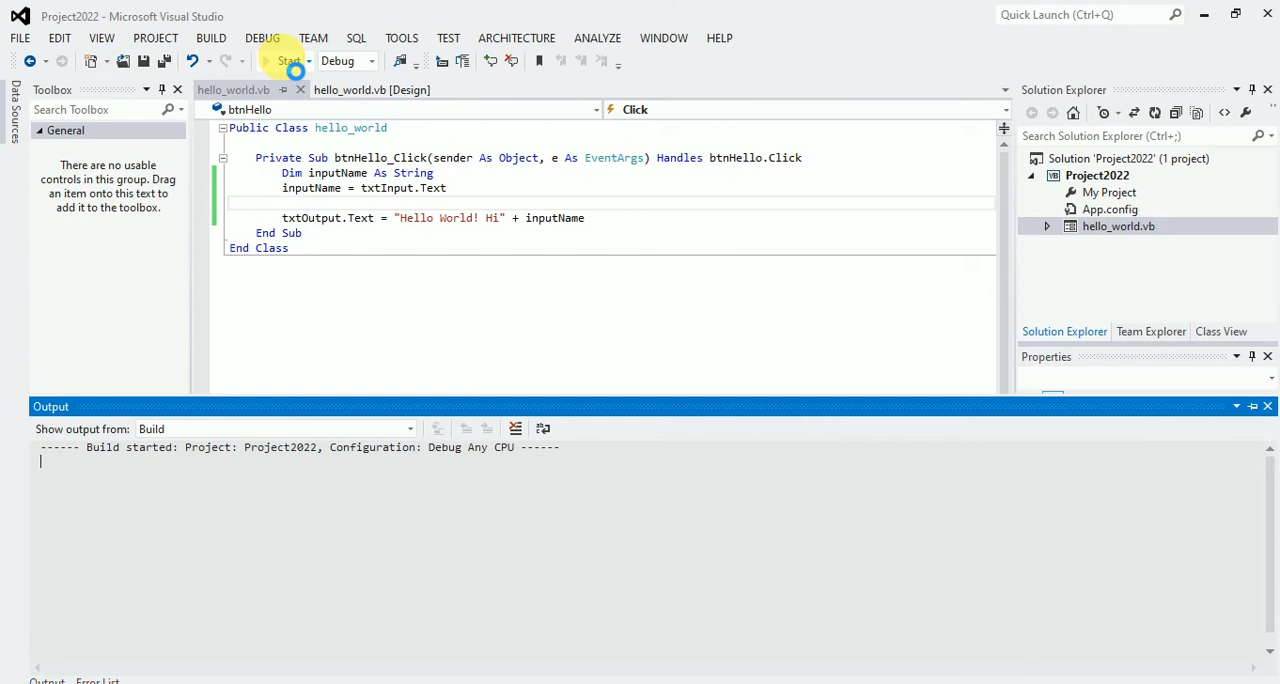 Project2022 - Microsoft Visual Studio
Quick Launch (Ctrl+Q)
FILE EDIT VIEW PROJECT BUILD DEBUG TEAM SQL TOOLS TEST ARCHITECTURE ANALYZE WINDOW HELP
Start Debug
Data Sources
Toolbox
Search Toolbox
General
There are no usable
controls in this group. Drag
an item onto this text to
add it to the toolbox.
hello_world.vb hello_world.vb [Design]
btnHello Click
Public Class hello_world
Private Sub btnHello_Click(sender As Object, e As EventArgs) Handles btnHello.Click
Dim inputName As String
inputName = txtInput.Text
txtOutput.Text = "Hello World! Hi" + inputName
End Sub
End Class
Solution Explorer
Search Solution Explorer (Ctrl+;)
Solution 'Project2022' (1 project)
Project2022
My Project
App.config
hello_world.vb
Solution Explorer Team Explorer Class View
Properties
Output
Show output from: Build
------ Build started: Project: Project2022, Configuration: Debug Any CPU ------
Output Error List